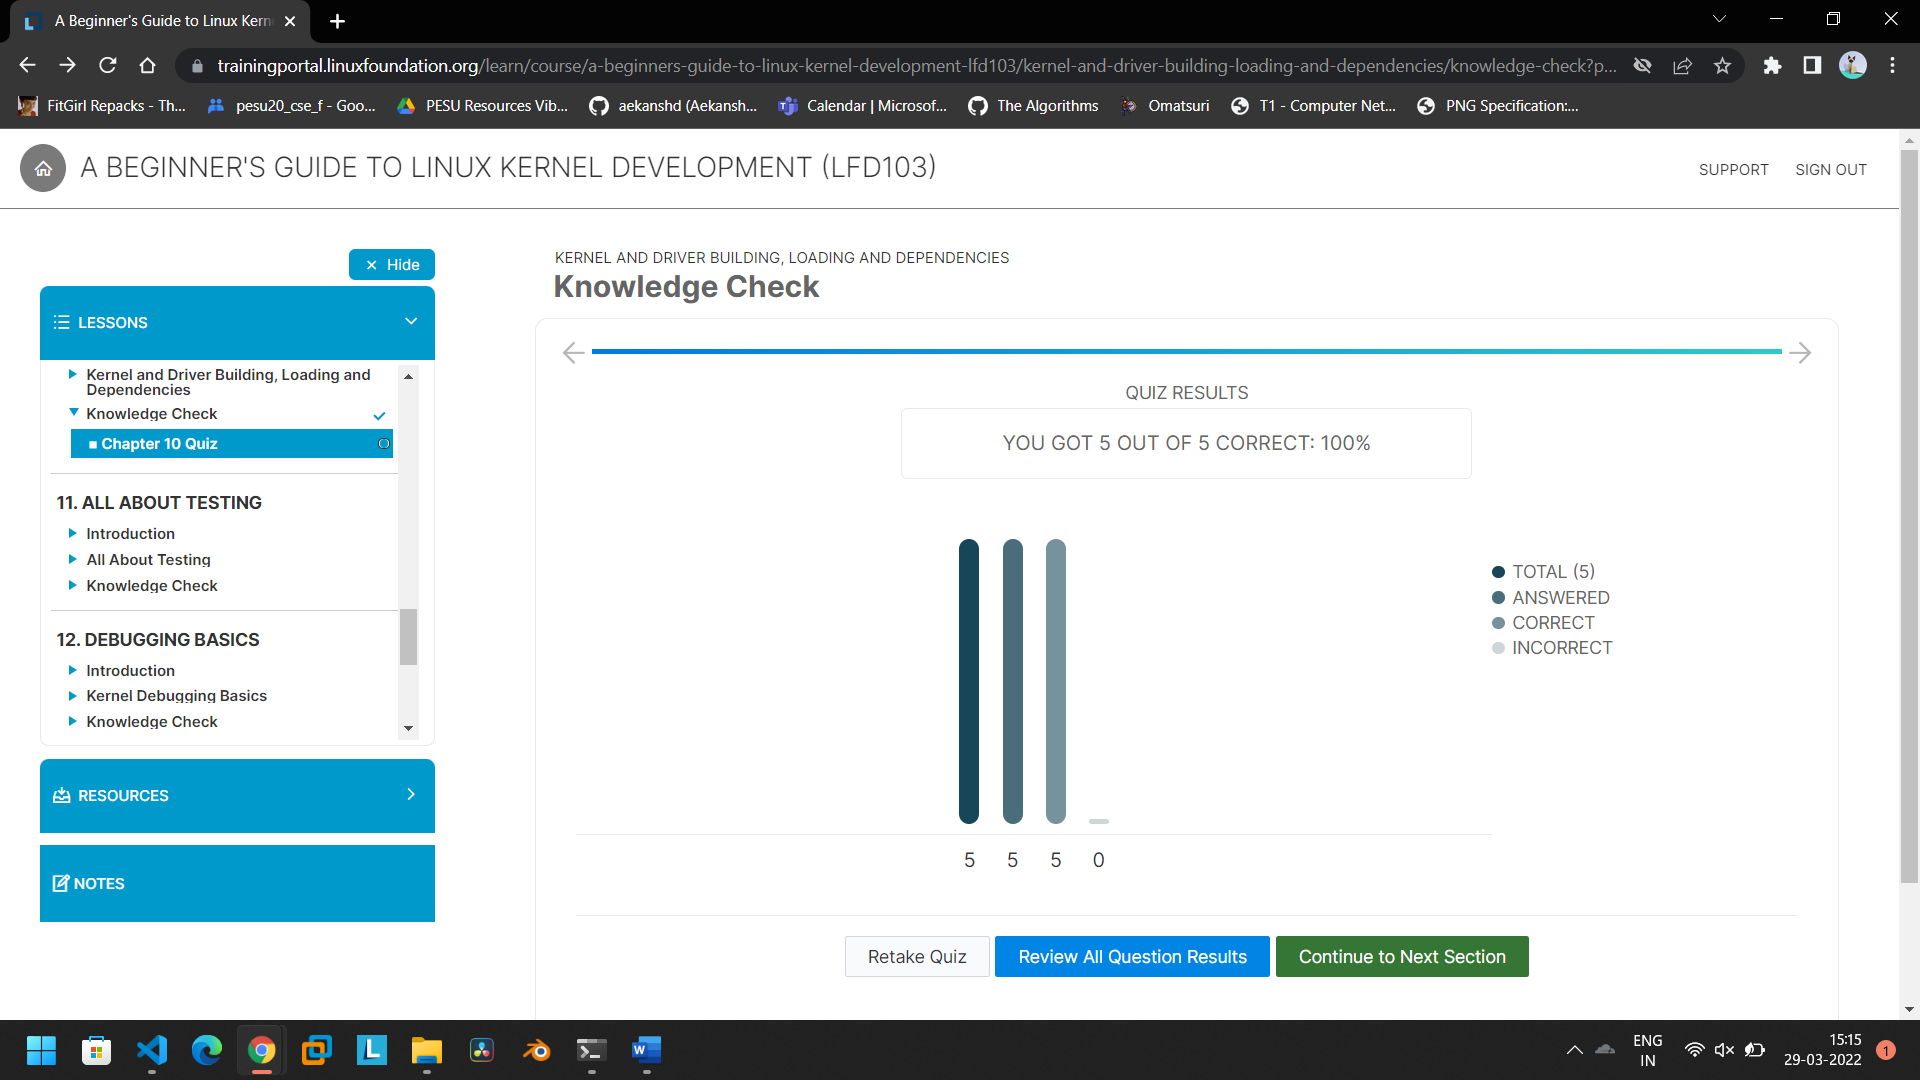 A Beginner's Guide to Linux Kern
trainingportal.linuxfoundation.org/learn/course/a-beginners-guide-to-linux-kernel-development-lfd103/kernel-and-driver-building-loading-and-dependencies/knowledge-check?p...
FitGirl Repacks - Th...
pesu20_cse_f - Goo...
PESU Resources Vib...
aekanshd (Aekansh...
Calendar | Microsof...
The Algorithms
Omatsuri
T1 - Computer Net...
PNG Specification:...
A BEGINNER'S GUIDE TO LINUX KERNEL DEVELOPMENT (LFD103)
SUPPORT
SIGN OUT
Hide
LESSONS
Kernel and Driver Building, Loading and
Dependencies
Knowledge Check
Chapter 10 Quiz
11. ALL ABOUT TESTING
Introduction
All About Testing
Knowledge Check
12. DEBUGGING BASICS
Introduction
Kernel Debugging Basics
Knowledge Check
RESOURCES
NOTES
KERNEL AND DRIVER BUILDING, LOADING AND DEPENDENCIES
Knowledge Check
QUIZ RESULTS
YOU GOT 5 OUT OF 5 CORRECT: 100%
TOTAL (5)
ANSWERED
CORRECT
INCORRECT
5 5 5 0
Retake Quiz
Review All Question Results
Continue to Next Section
ENG
IN
15:15
29-03-2022
1